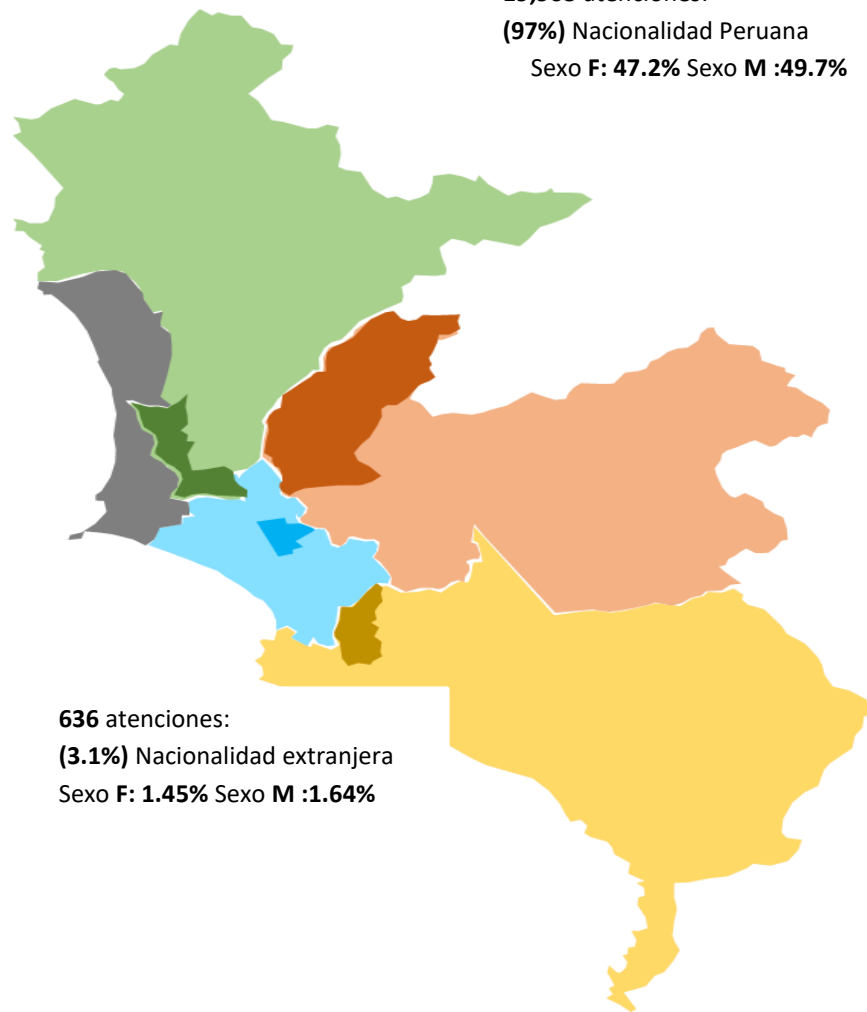 atenciones:
(97%) Nacionalidad Peruana
Sexo F: 47.2% Sexo M :49.7%
636 atenciones:
(3.1%) Nacionalidad extranjera
Sexo F: 1.45% Sexo M :1.64%